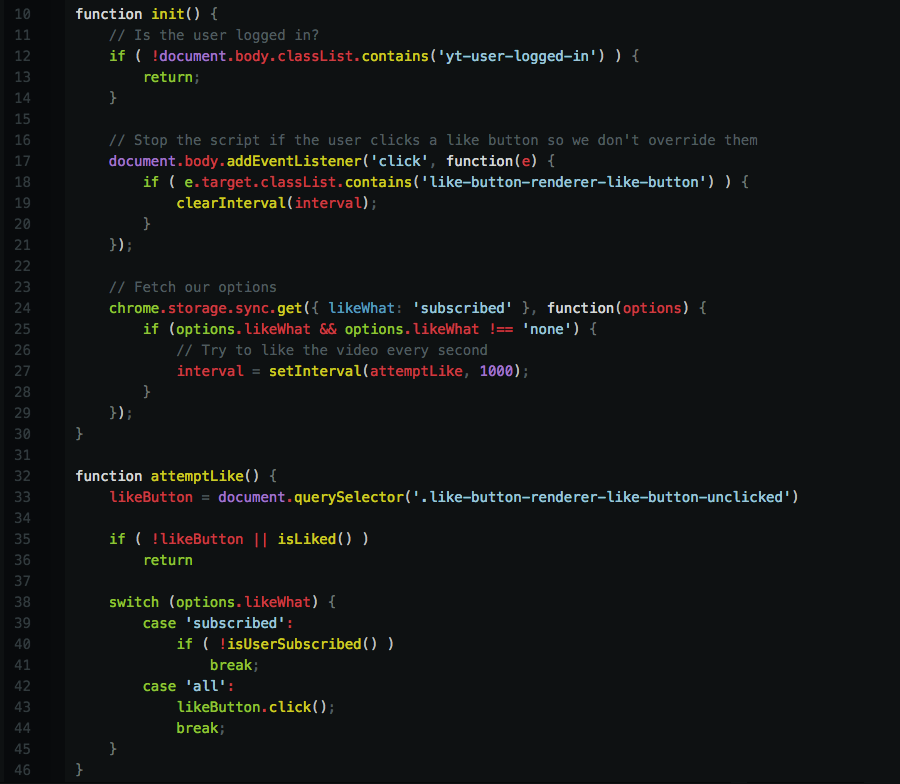 10 function init() {
11 // Is the user logged in?
12 if ( !document.body.classList.contains('yt-user-logged-in') ) {
13 return;
14 }
15
16 // Stop the script if the user clicks a like button so we don't override them
17 document.body.addEventListener('click', function(e) {
18 if ( e.target.classList.contains('like-button-renderer-like-button') ) {
19 clearInterval(interval);
20 }
21 });
22
23 // Fetch our options
24 chrome.storage.sync.get({ likeWhat: 'subscribed' }, function(options) {
25 if (options.likeWhat && options.likeWhat !== 'none') {
26 // Try to like the video every second
27 interval = setInterval(attemptLike, 1000);
28 }
29 });
30 }
31
32 function attemptLike() {
33 likeButton = document.querySelector('.like-button-renderer-like-button-unclicked')
34
35 if ( !likeButton || isLiked() )
36 return
37
38 switch (options.likeWhat) {
39 case 'subscribed':
40 if ( !isUserSubscribed() )
41 break;
42 case 'all':
43 likeButton.click();
44 break;
45 }
46 }